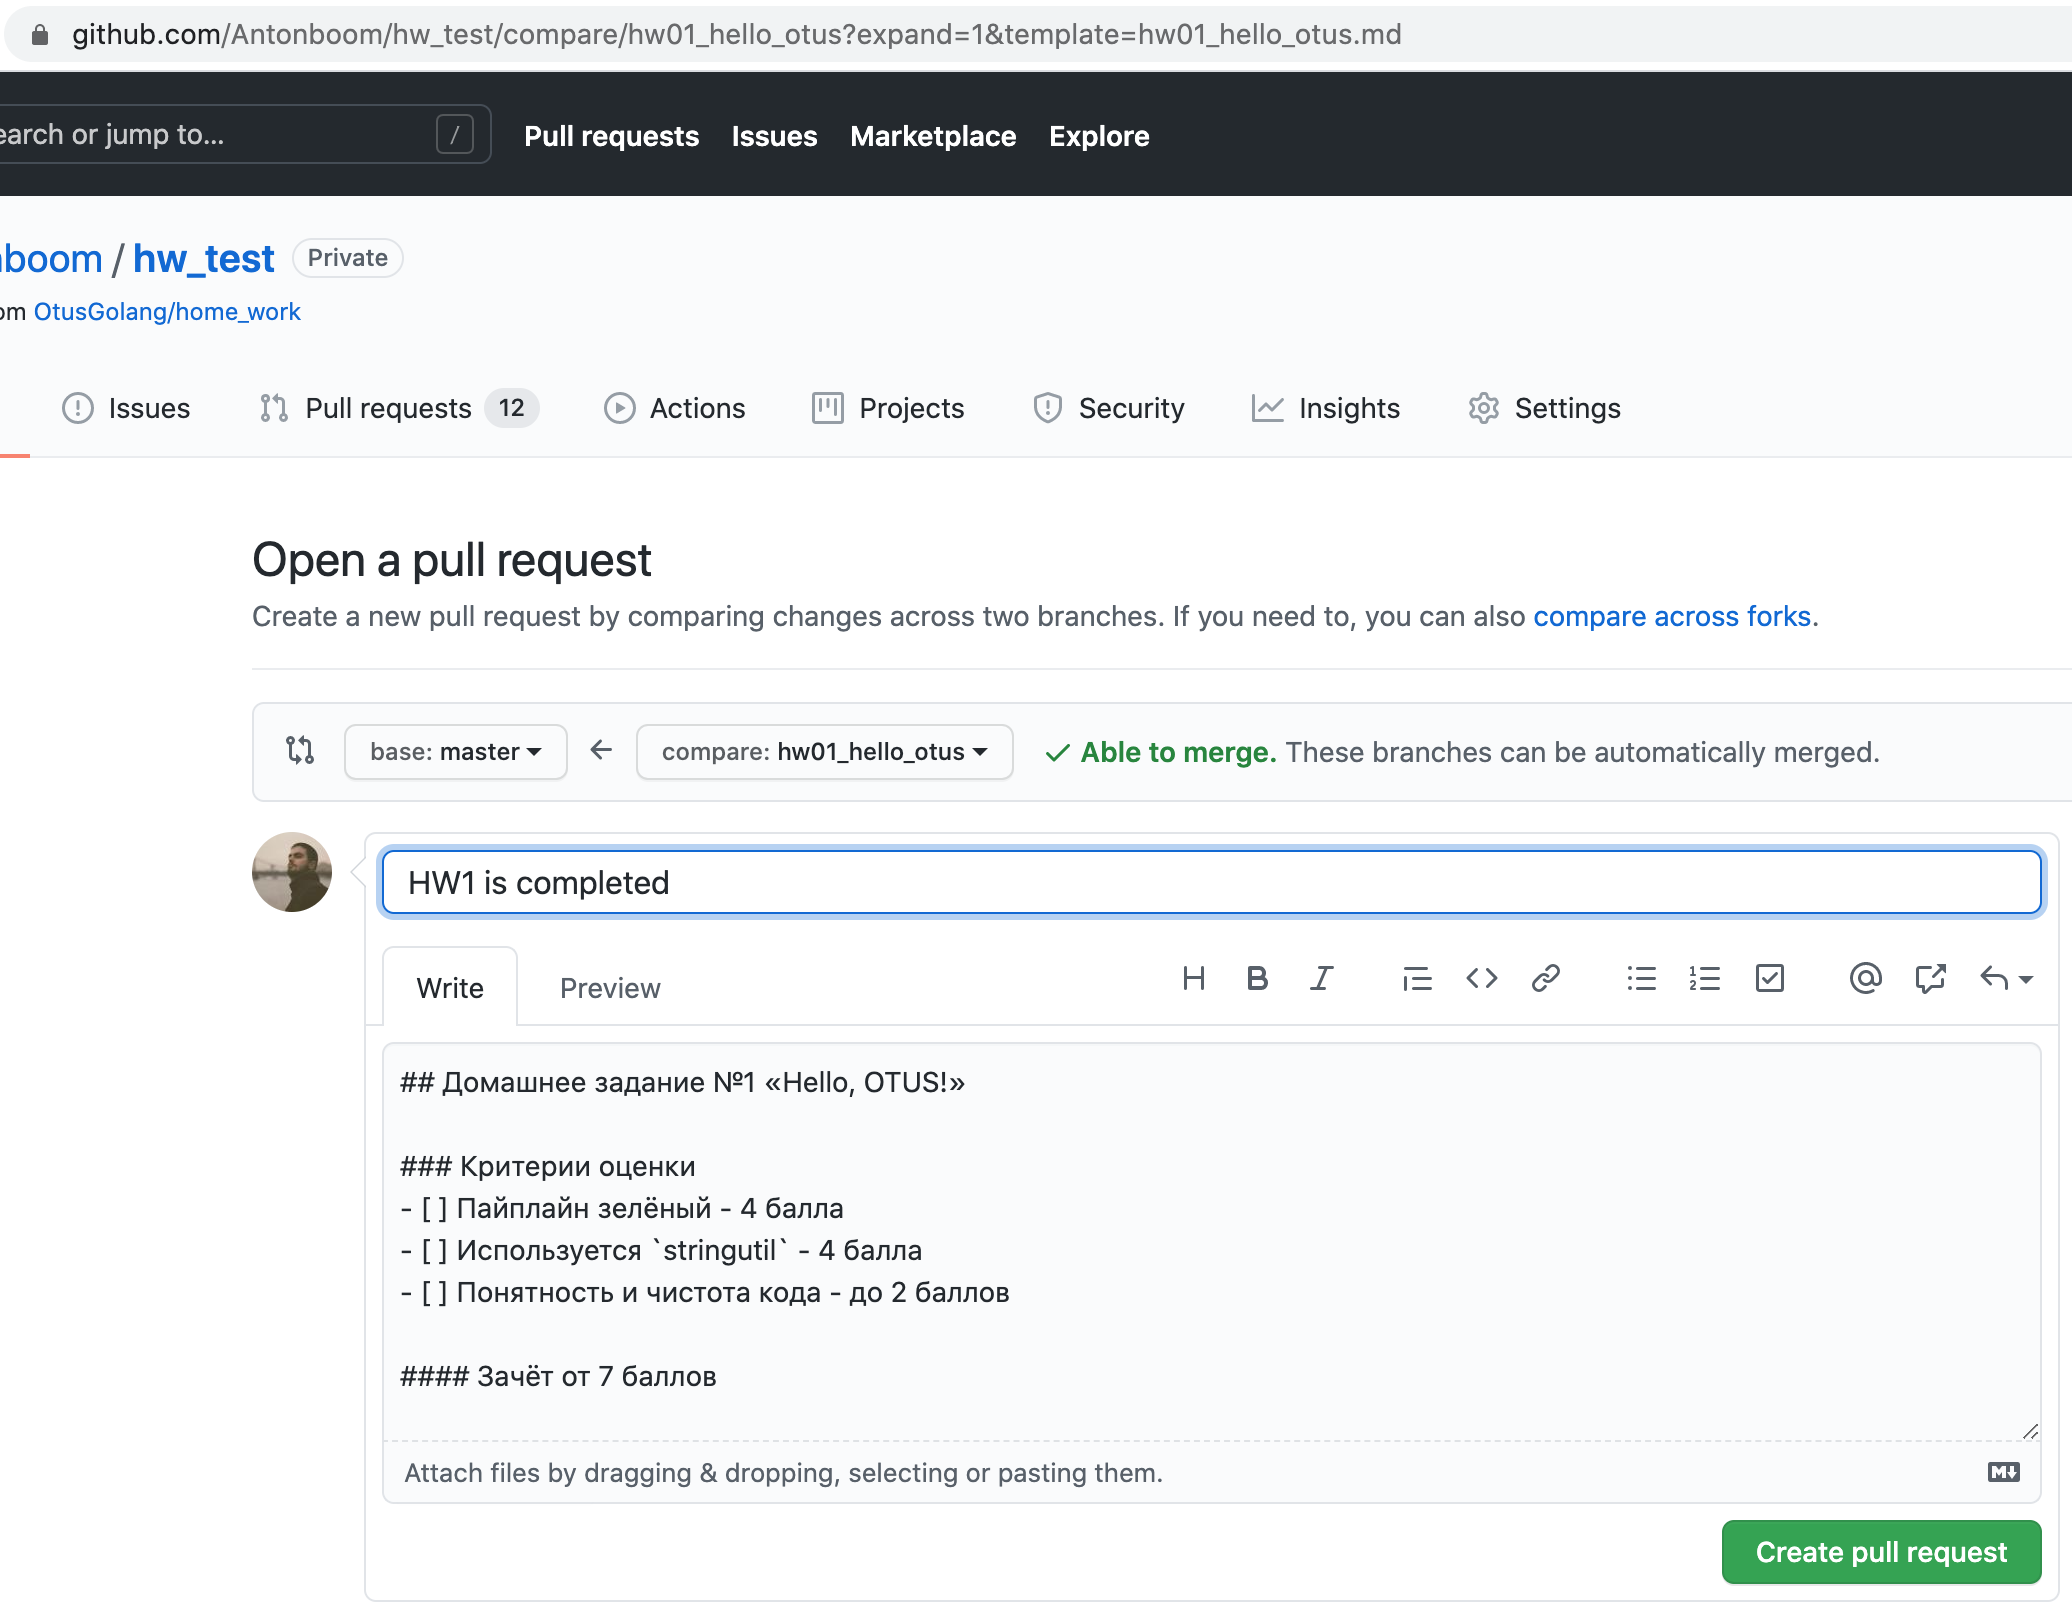 github.com/Antonboom/hw_test/compare/hw01_hello_otus?expand=1&template=hw01_hello_otus.md
earch or jump to... /
Pull requests Issues Marketplace Explore
boom / hw_test Private
om OtusGolang/home_work
Issues Pull requests 12 Actions Projects Security Insights Settings
Open a pull request
Create a new pull request by comparing changes across two branches. If you need to, you can also compare across forks.
base: master compare: hw01_hello_otus Able to merge. These branches can be automatically merged.
HW1 is completed
Write Preview
## Домашнее задание №1 «Hello, OTUS!»
### Критерии оценки
- [ ] Пайплайн зелёный - 4 балла
- [ ] Используется `stringutil` - 4 балла
- [ ] Понятность и чистота кода - до 2 баллов
#### Зачёт от 7 баллов
Attach files by dragging & dropping, selecting or pasting them.
Create pull request